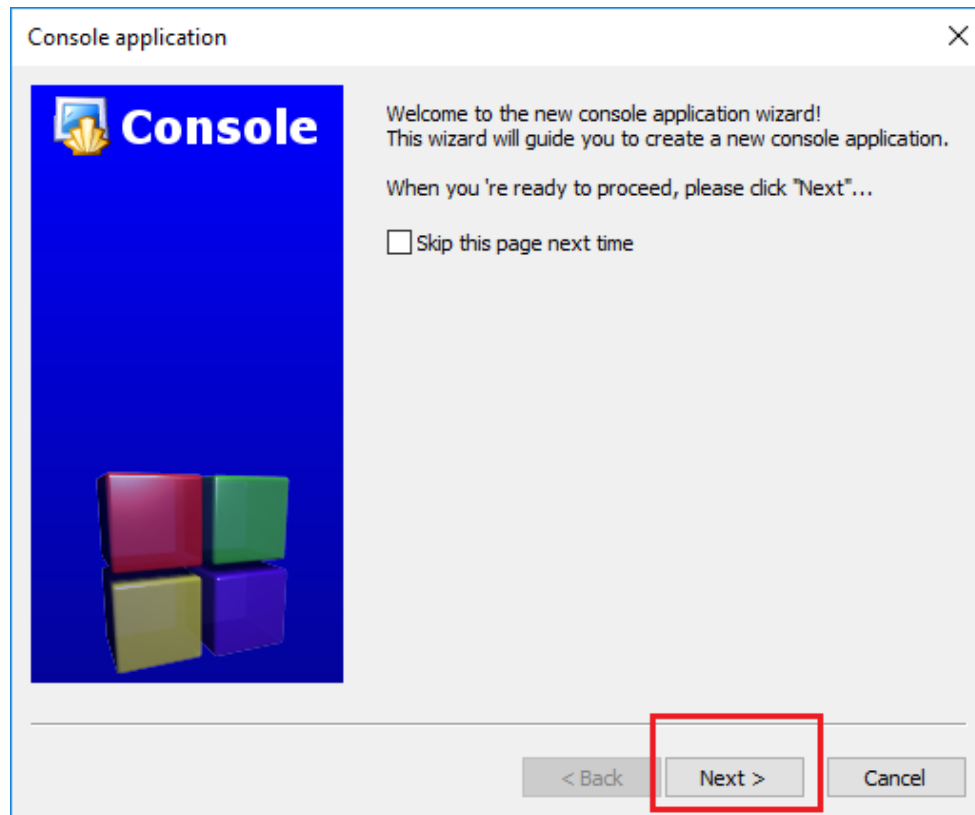 Console application
Console
Welcome to the new console application wizard!
This wizard will guide you to create a new console application.
When you 're ready to proceed, please click "Next"...
Skip this page next time
< Back
Next >
Cancel